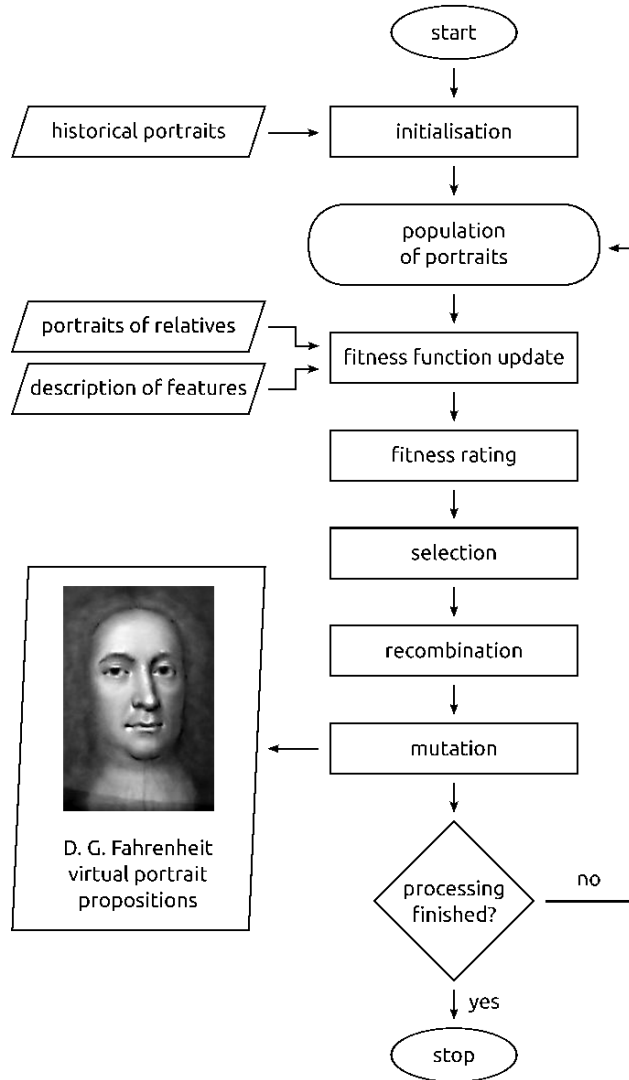 start
historical portraits
initialisation
population
of portraits
portraits of relatives
description of features
fitness function update
fitness rating
selection
recombination
mutation
D. G. Fahrenheit
virtual portrait
propositions
processing
finished?
no
yes
stop